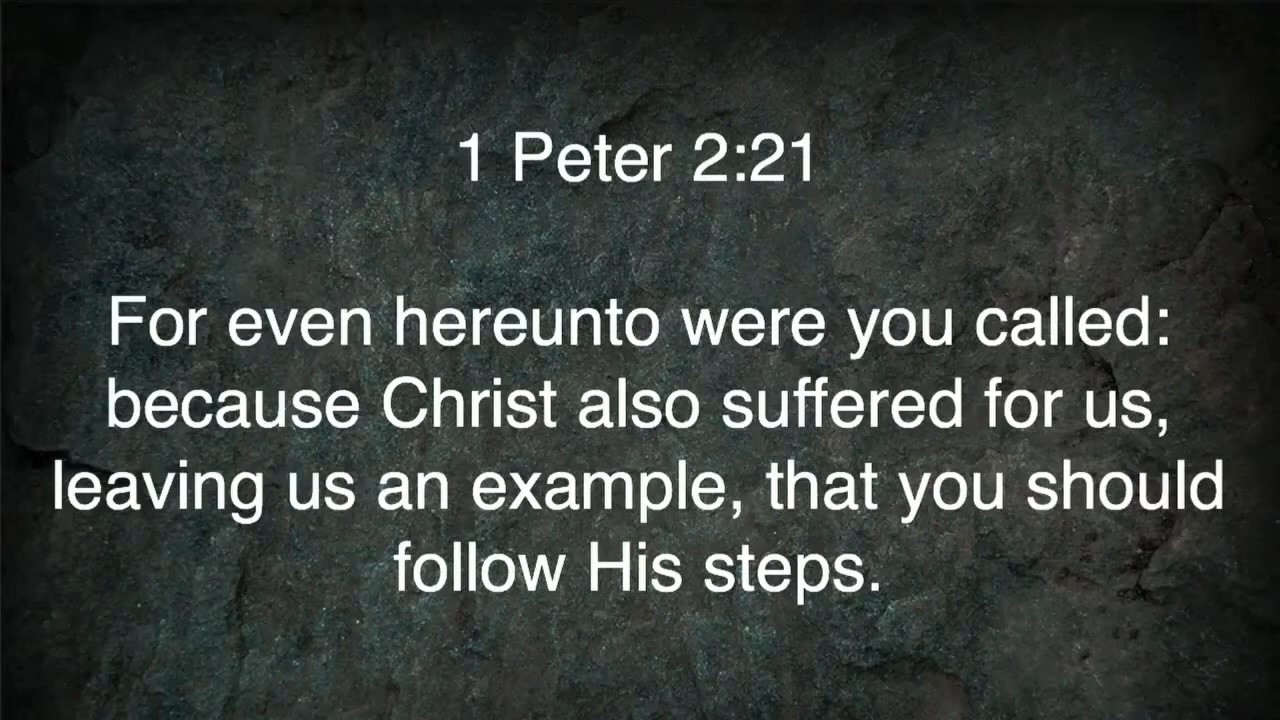 1 Peter 2:21
For even hereunto were you called:
because Christ also suffered for us,
leaving us an example, that you should
follow His steps.